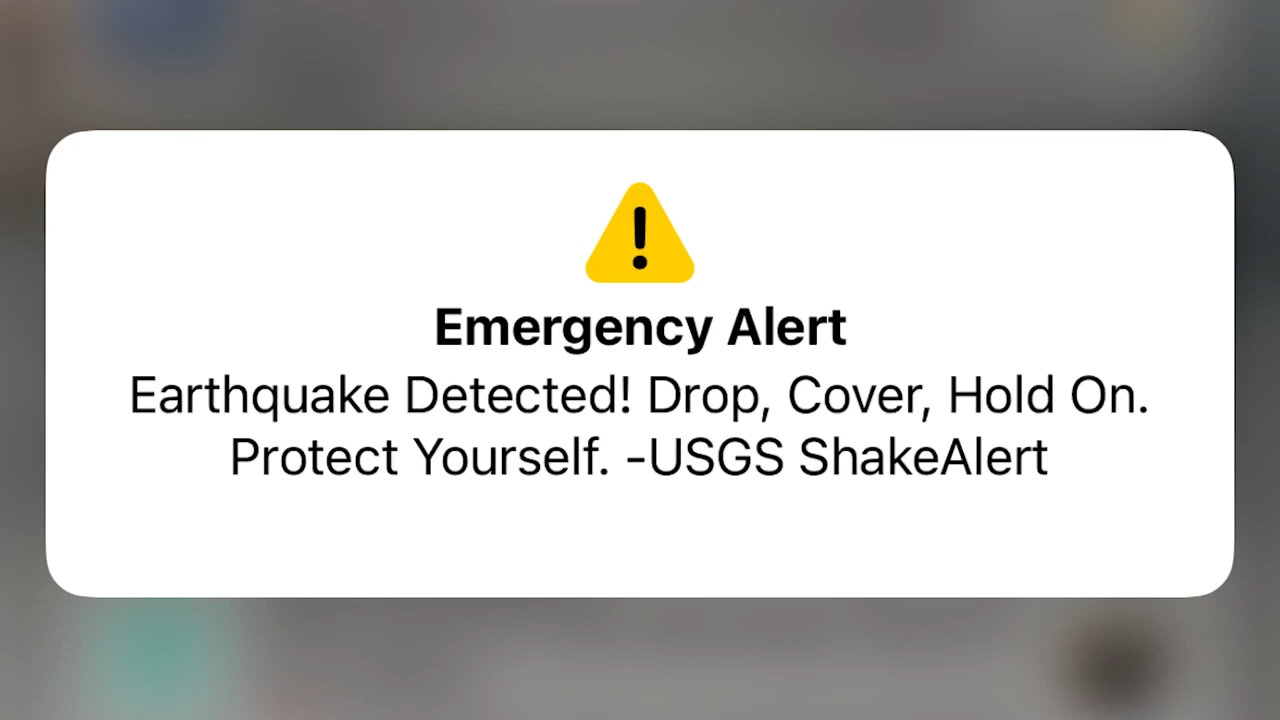 Emergency Alert
Earthquake Detected! Drop, Cover, Hold On.
Protect Yourself. -USGS ShakeAlert